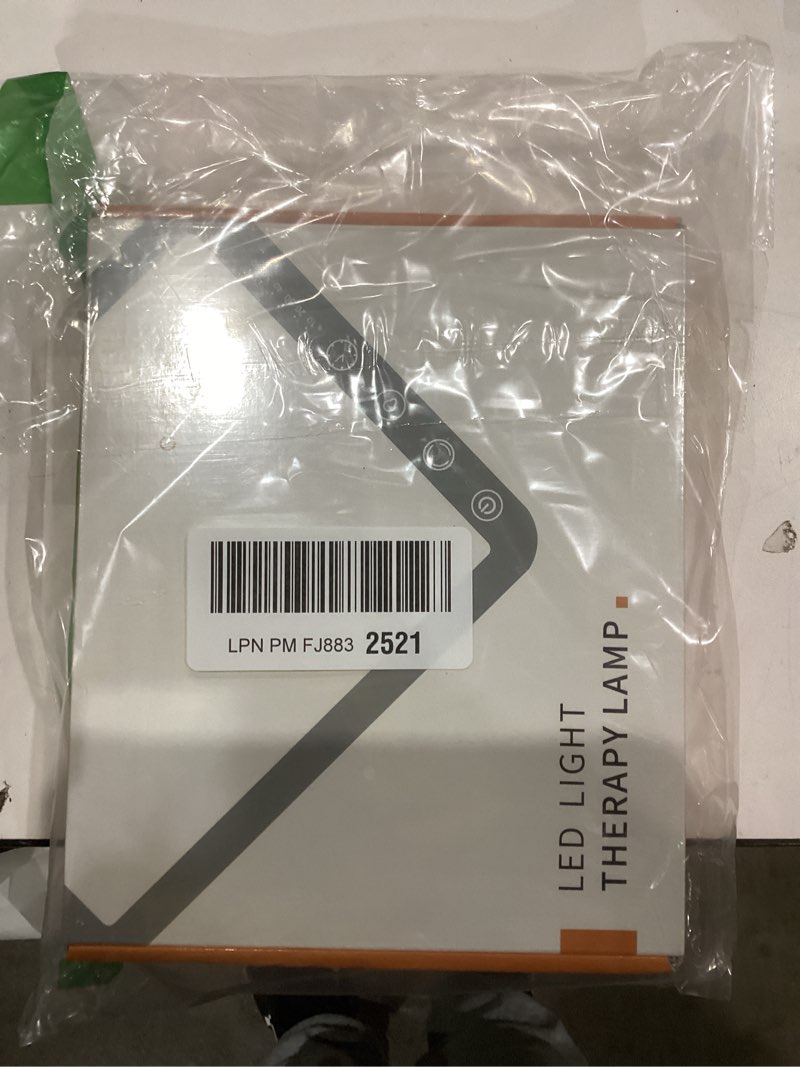 LPN PM FJ883 2521
LED LIGHT
THERAPY LAMP